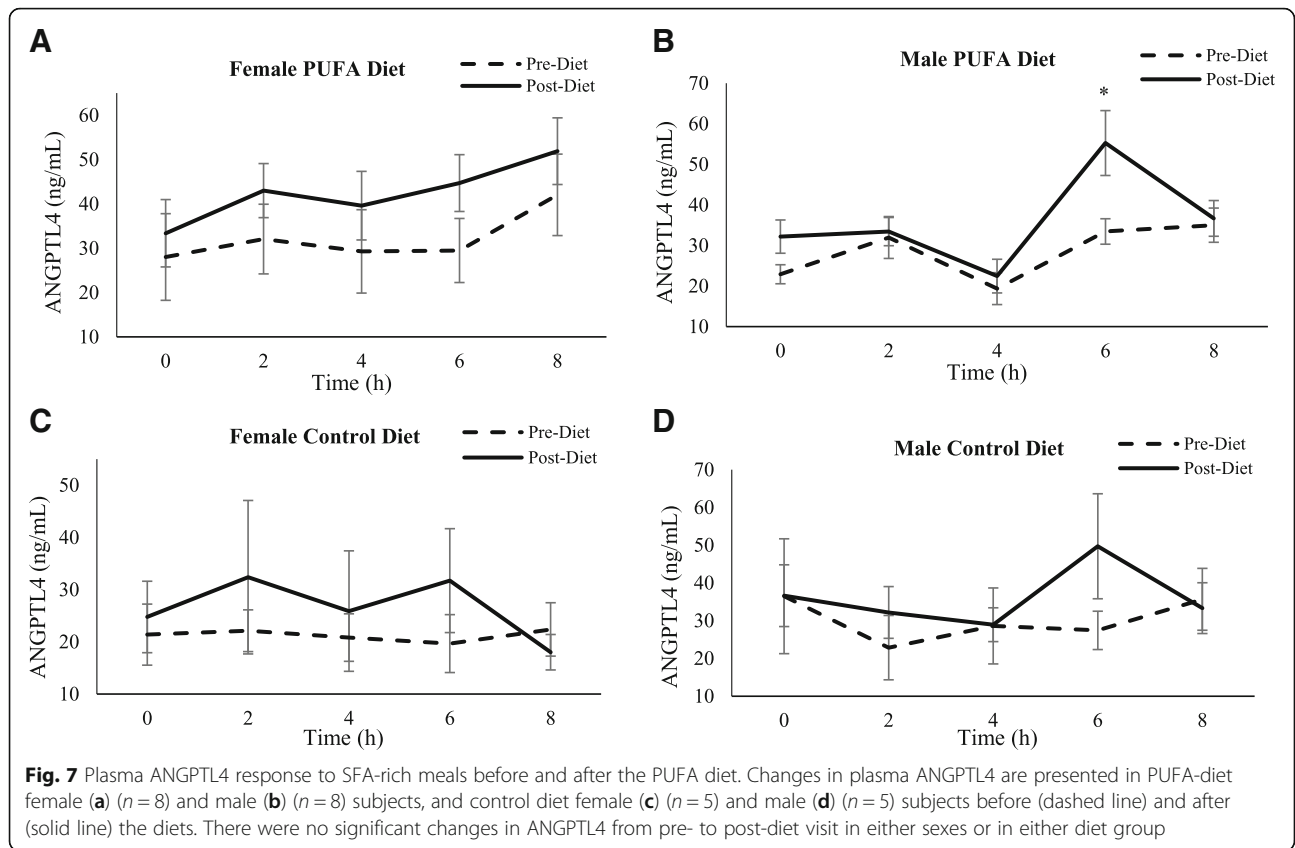 A
Female PUFA Diet
Pre-Diet
Post-Diet
ANGPTL4 (ng/mL)
60
50
40
30
20
10
0 2 4 6 8
Time (h)
B
Male PUFA Diet
Pre-Diet
Post-Diet
ANGPTL4 (ng/mL)
70
60
50
40
30
20
10
*
0 2 4 6 8
Time (h)
C
Female Control Diet
Pre-Diet
Post-Diet
ANGPTL4 (ng/mL)
50
40
30
20
10
0 2 4 6 8
Time (h)
D
Male Control Diet
Pre-Diet
Post-Diet
ANGPTL4 (ng/mL)
70
60
50
40
30
20
10
0 2 4 6 8
Time (h)
Fig. 7 Plasma ANGPTL4 response to SFA-rich meals before and after the PUFA diet. Changes in plasma ANGPTL4 are presented in PUFA-diet
female (a) (n = 8) and male (b) (n = 8) subjects, and control diet female (c) (n = 5) and male (d) (n = 5) subjects before (dashed line) and after
(solid line) the diets. There were no significant changes in ANGPTL4 from pre- to post-diet visit in either sexes or in either diet group